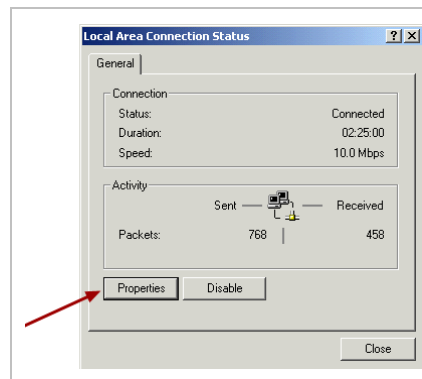 Local Area Connection Status ? X
General
Connection
Status: Connected
Duration: 02:25:00
Speed: 10.0 Mbps
Activity
Sent Received
Packets: 768 458
Properties Disable
Close